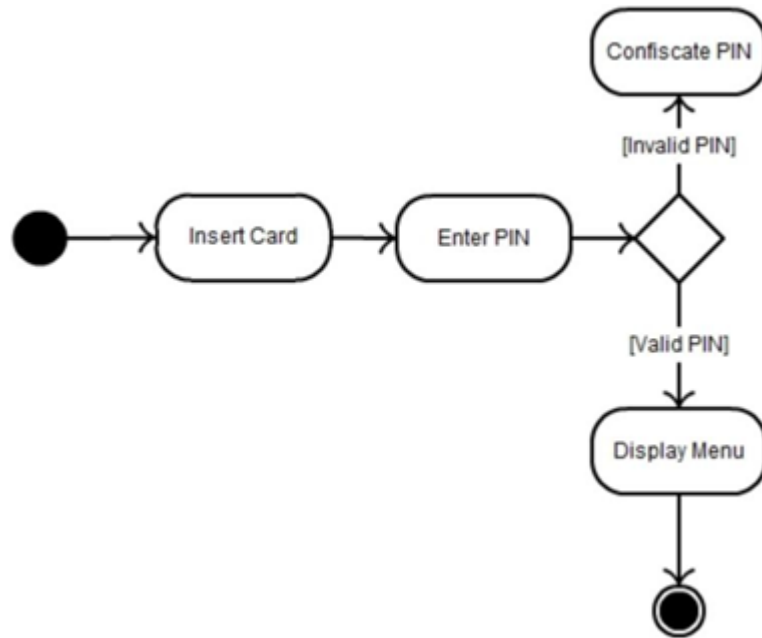 Confiscate PIN
[Invalid PIN]
Insert Card
Enter PIN
[Valid PIN]
Display Menu